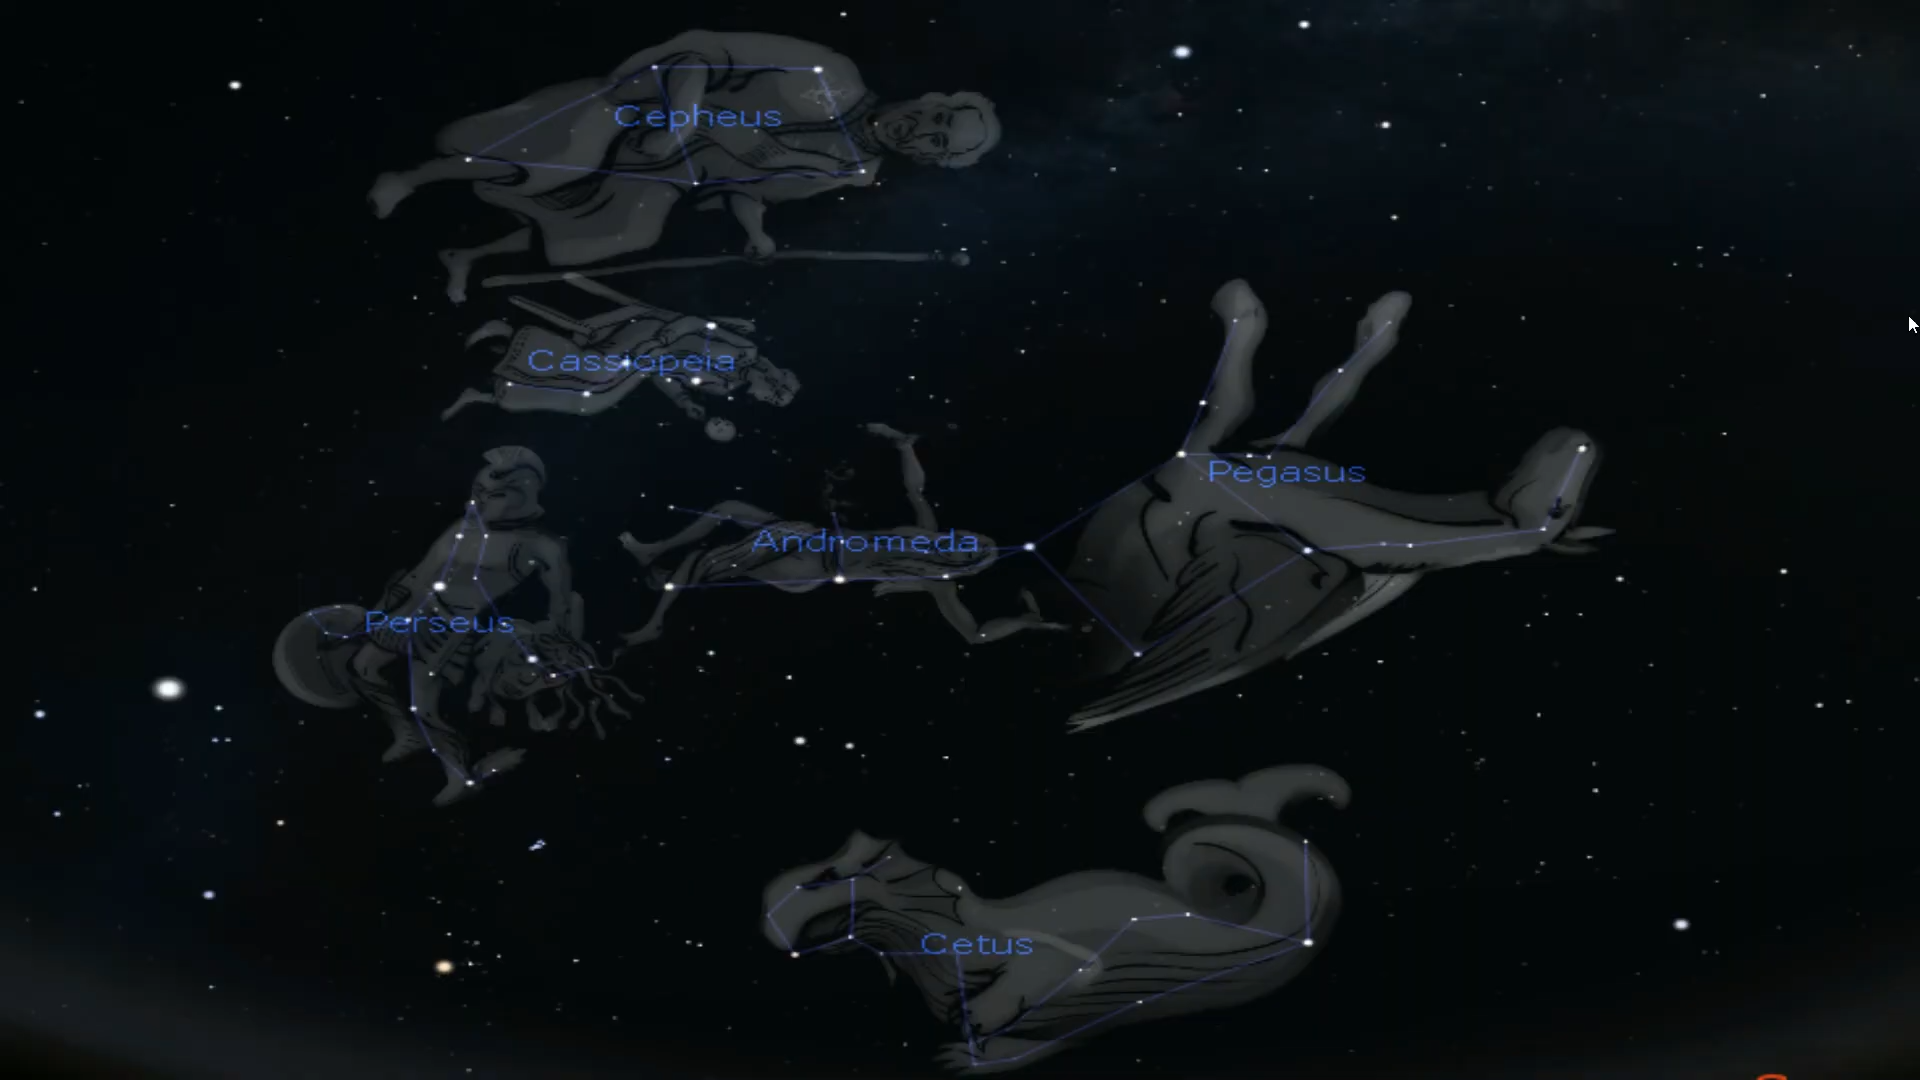 Cepheus
Cassiopeia
Pegasus
Andromeda
Perseus
Cetus